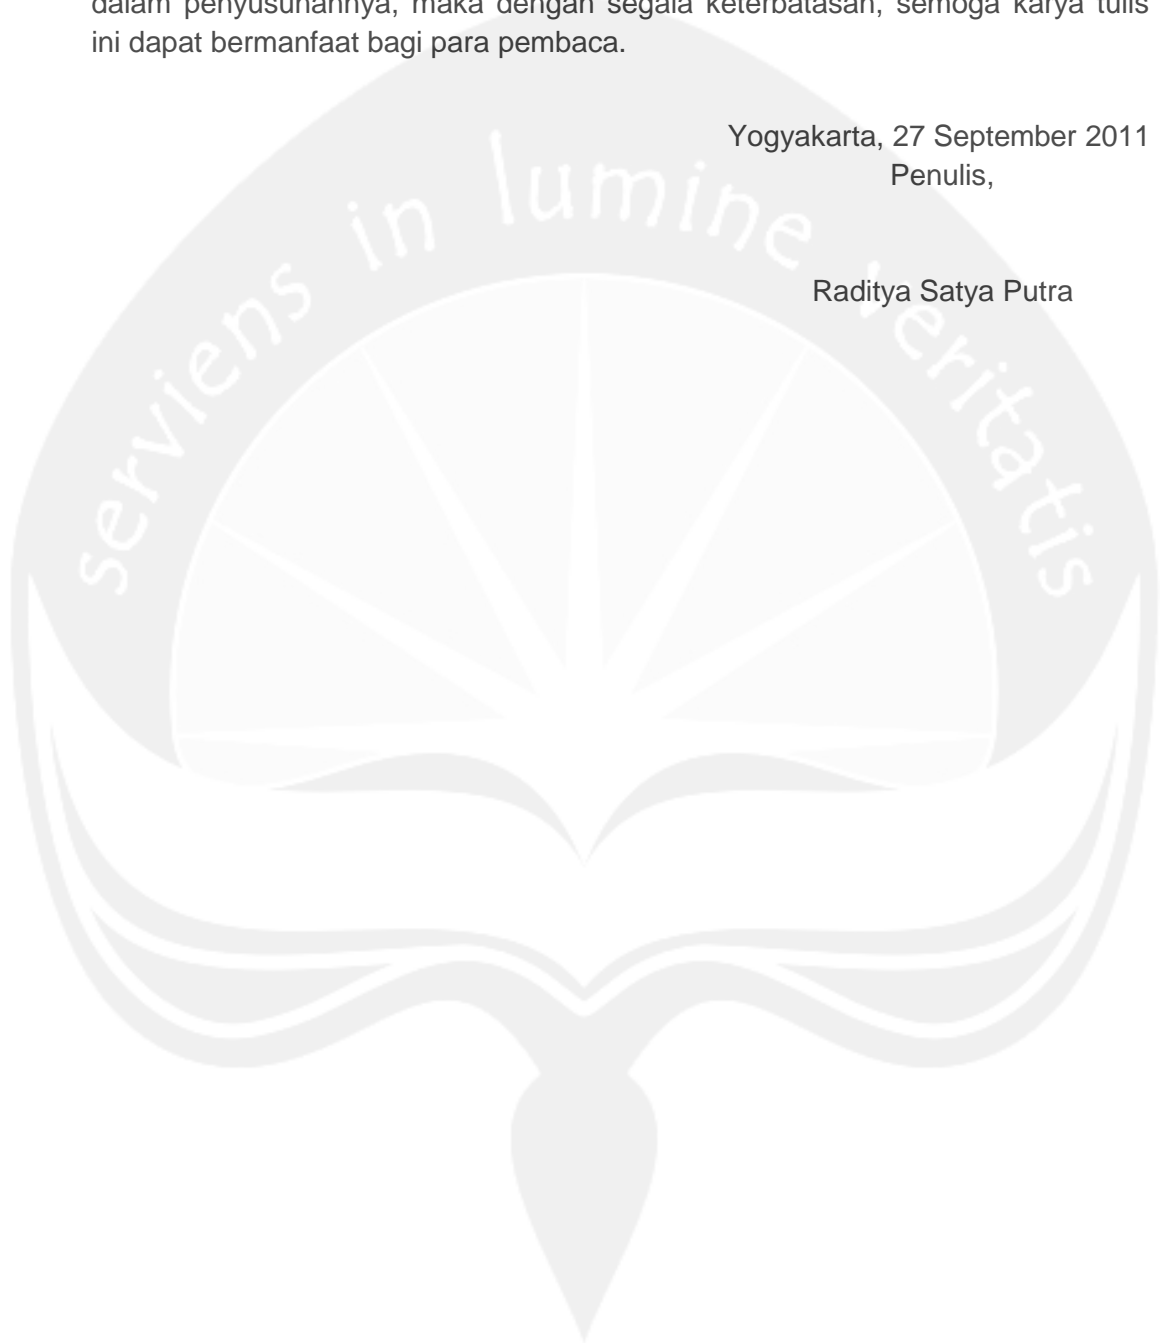 dalam penyusunannya, maka dengan segala keterbatasan, semoga karya tulis
ini dapat bermanfaat bagi para pembaca.
Yogyakarta, 27 September 2011
Penulis,
Raditya Satya Putra
serviens in lumine veritatis